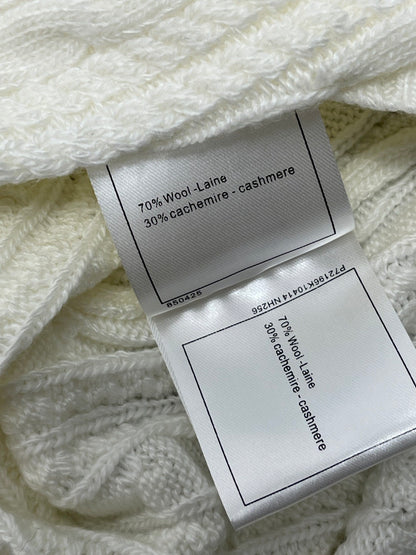 70% Wool -Laine
30% cachemire - cashmere
850425
P72196K10414 NH256
70% Wool -Laine
30% cachemire - cashmere